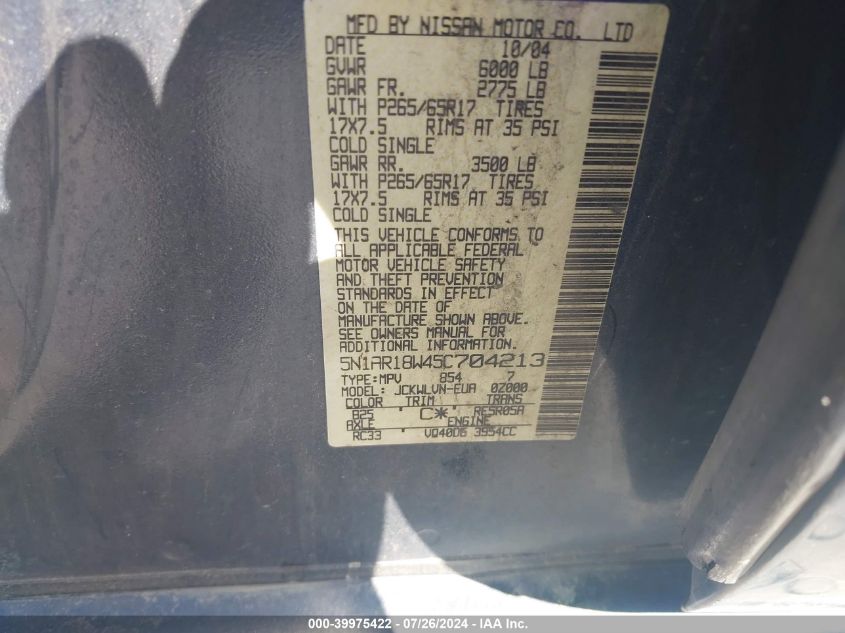 MFD BY NISSAN MOTOR CO. LTD
DATE 10/04
GVWR 6000 LB
GAWR FR. 2775 LB
WITH P265/65R17 TIRES
17X7.5 RIMS AT 35 PSI
COLD SINGLE
GAWR RR. 3500 LB
WITH P265/65R17 TIRES
17X7.5 RIMS AT 35 PSI
COLD SINGLE
THIS VEHICLE CONFORMS TO
ALL APPLICABLE FEDERAL
MOTOR VEHICLE SAFETY
AND THEFT PREVENTION
STANDARDS IN EFFECT
ON THE DATE OF
MANUFACTURE SHOWN ABOVE.
SEE OWNERS MANUAL FOR
ADDITIONAL INFORMATION.
5N1AR18W45C704213
TYPE:MPV 854 7
MODEL: JCKWLVN-EUA 0Z000
COLOR TRIM TRANS
B25 C* RE5R05A
AXLE ENGINE
RC33 VQ40DE 3954CC
000-39975422 - 07/26/2024 - IAA Inc.